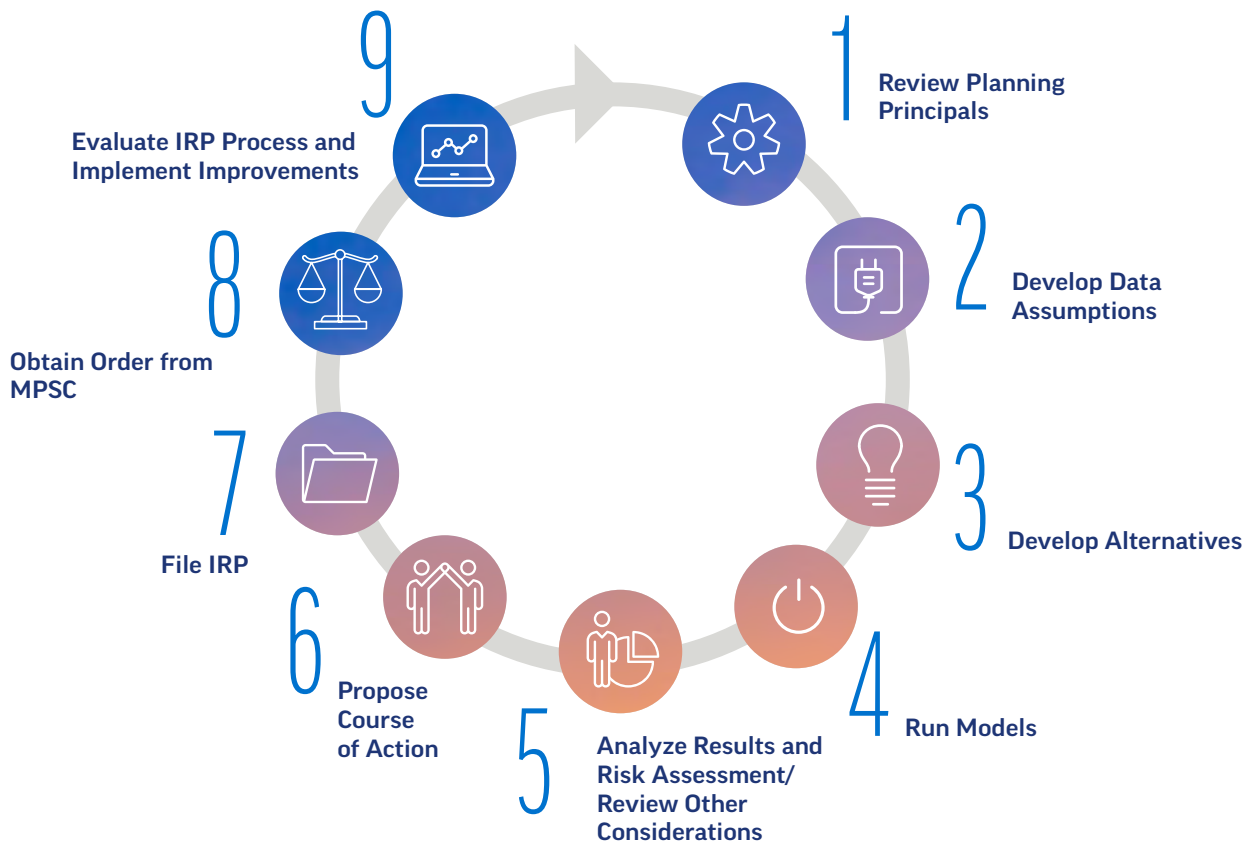 1
Review Planning
Principals
2
Develop Data
Assumptions
3
Develop Alternatives
4
Run Models
5
Analyze Results and
Risk Assessment/
Review Other
Considerations
6
Propose
Course
of Action
7
File IRP
8
Obtain Order from
MPSC
9
Evaluate IRP Process and
Implement Improvements